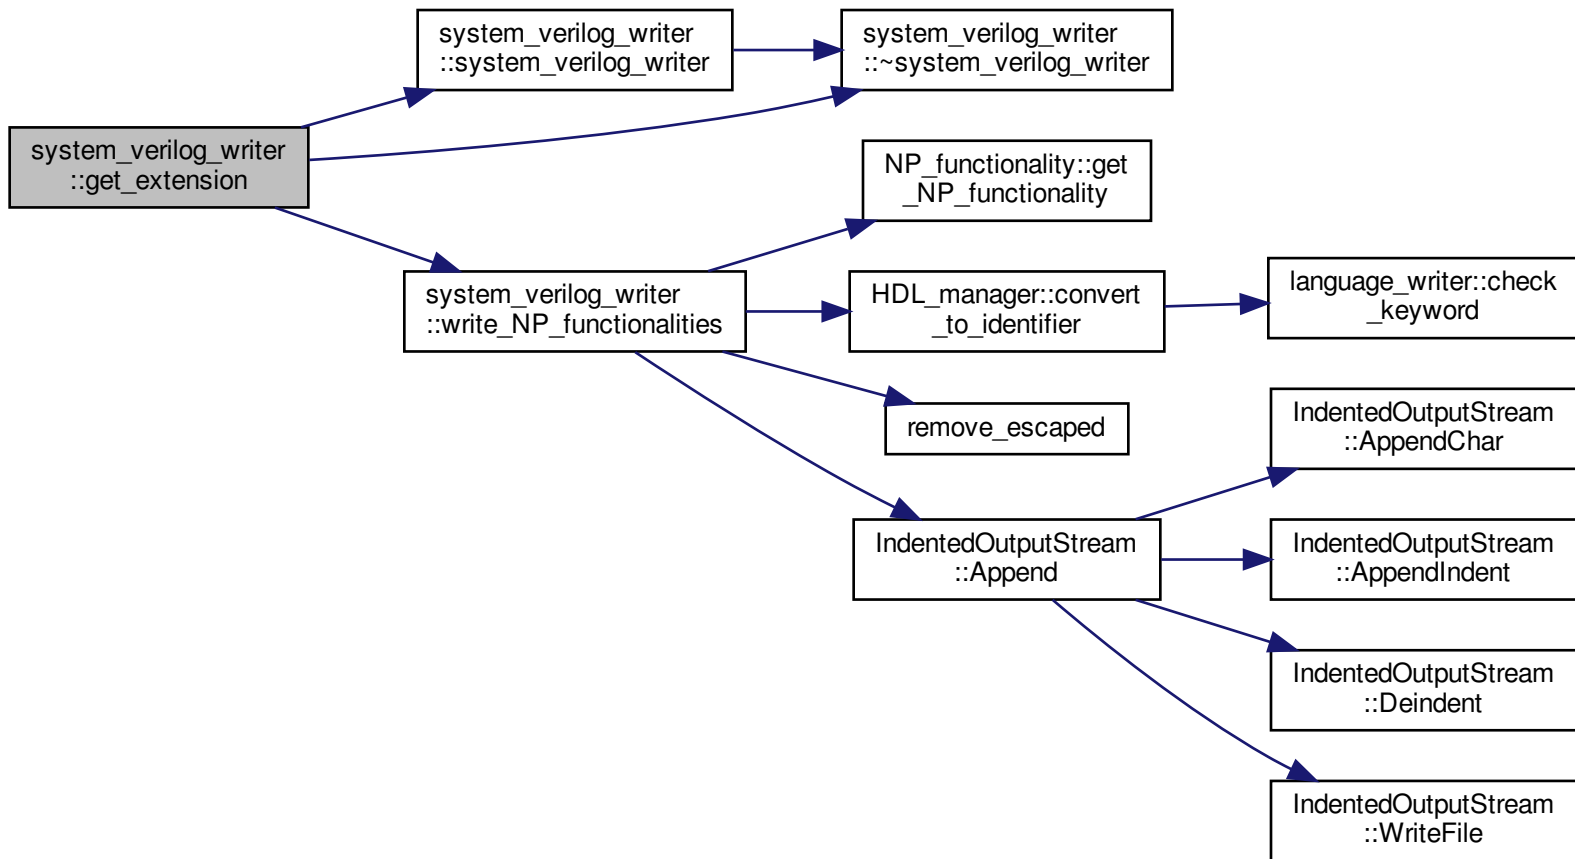 system_verilog_writer
::get_extension
system_verilog_writer
::system_verilog_writer
system_verilog_writer
::~system_verilog_writer
system_verilog_writer
::write_NP_functionalities
NP_functionality::get
_NP_functionality
HDL_manager::convert
_to_identifier
language_writer::check
_keyword
remove_escaped
IndentedOutputStream
::Append
IndentedOutputStream
::AppendChar
IndentedOutputStream
::AppendIndent
IndentedOutputStream
::Deindent
IndentedOutputStream
::WriteFile